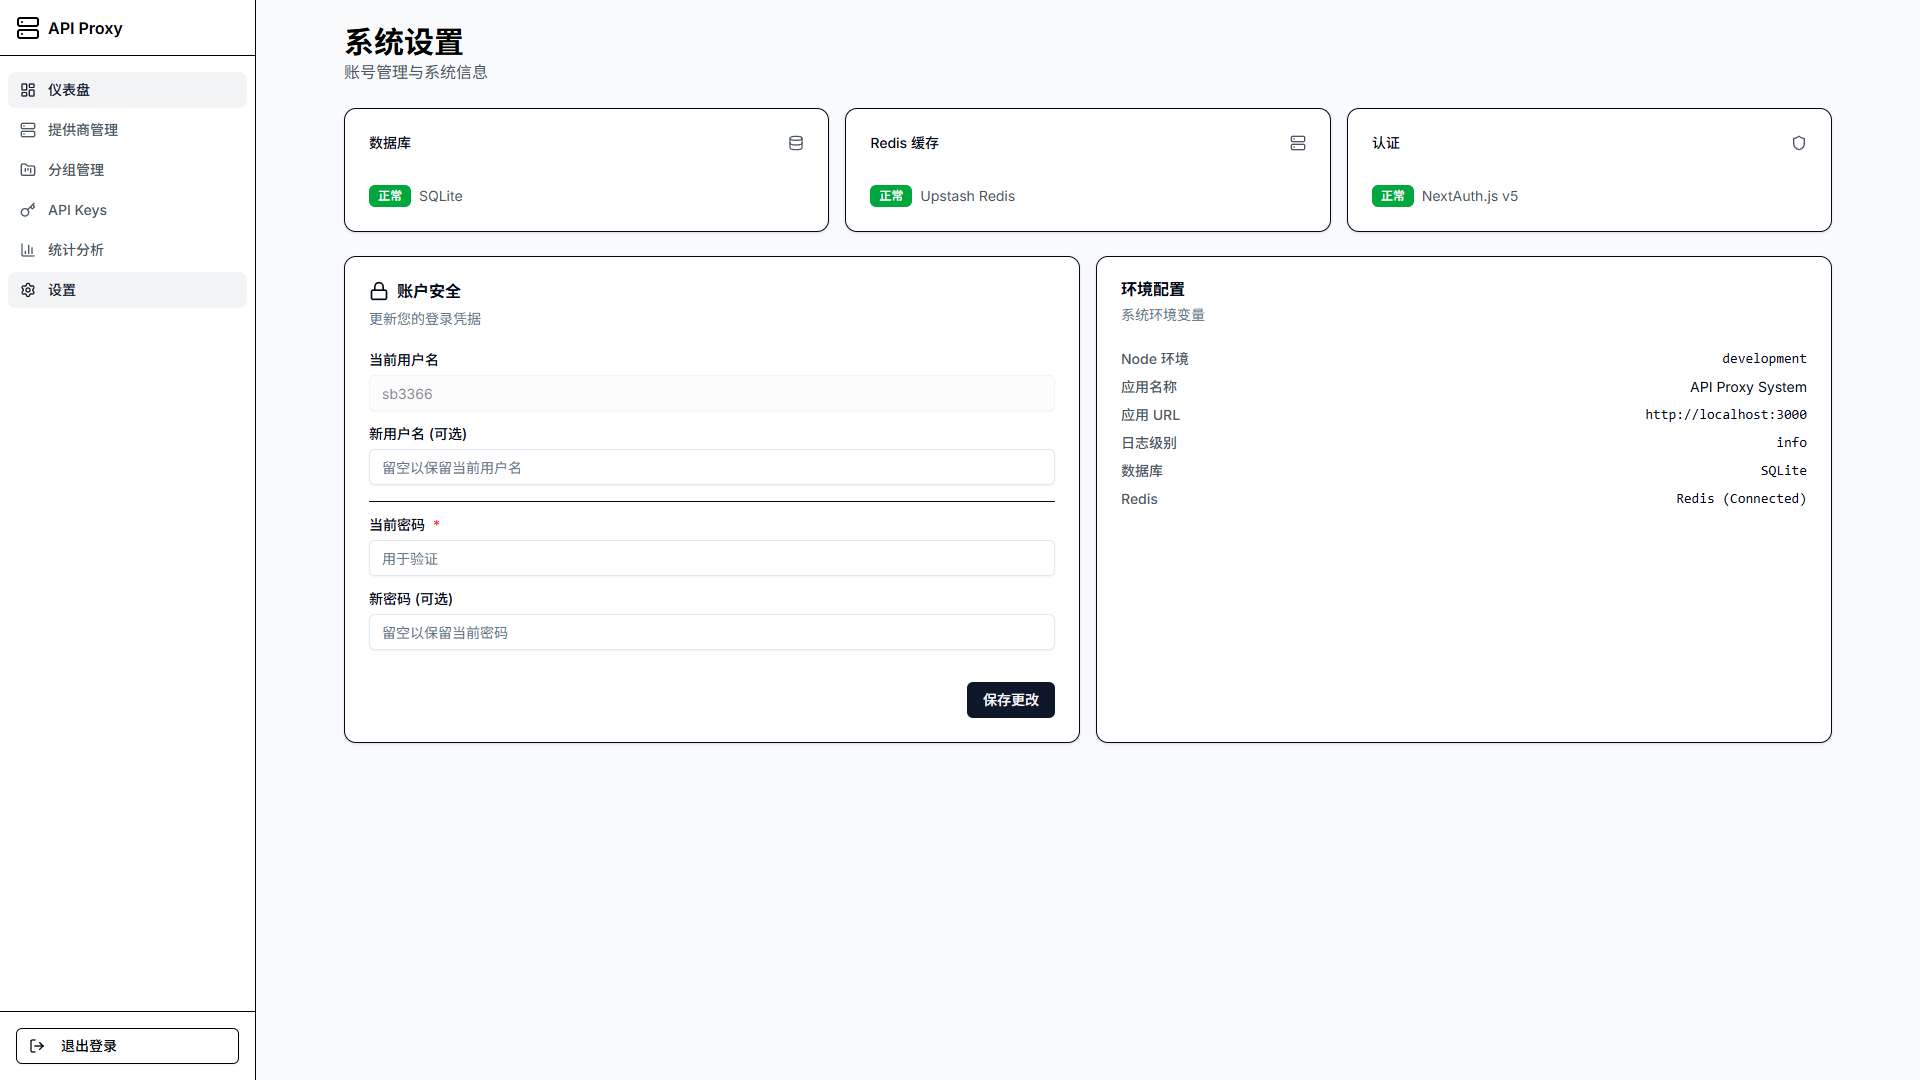 API Proxy
仪表盘
提供商管理
分组管理
API Keys
统计分析
设置
退出登录
系统设置
账号管理与系统信息
数据库
正常 SQLite
Redis 缓存
正常 Upstash Redis
认证
正常 NextAuth.js v5
账户安全
更新您的登录凭据
当前用户名
sb3366
新用户名 (可选)
留空以保留当前用户名
当前密码 *
用于验证
新密码 (可选)
留空以保留当前密码
保存更改
环境配置
系统环境变量
Node 环境 development
应用名称 API Proxy System
应用 URL http://localhost:3000
日志级别 info
数据库 SQLite
Redis Redis (Connected)